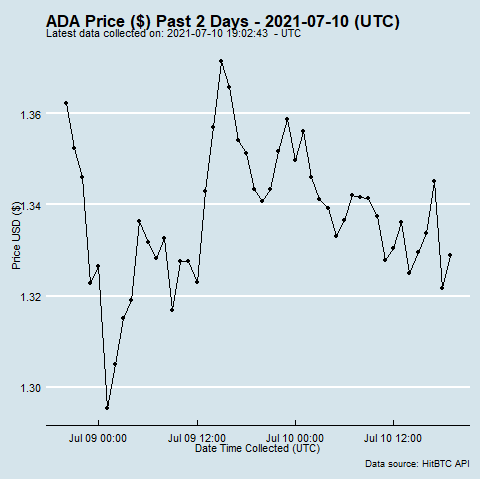 ADA Price ($) Past 2 Days - 2021-07-10 (UTC)
Latest data collected on: 2021-07-10 19:02:43 - UTC
1.36
1.34
1.32
1.30
Price USD ($)
Jul 09 00:00
Jul 09 12:00
Jul 10 00:00
Jul 10 12:00
Date Time Collected (UTC)
Data source: HitBTC API